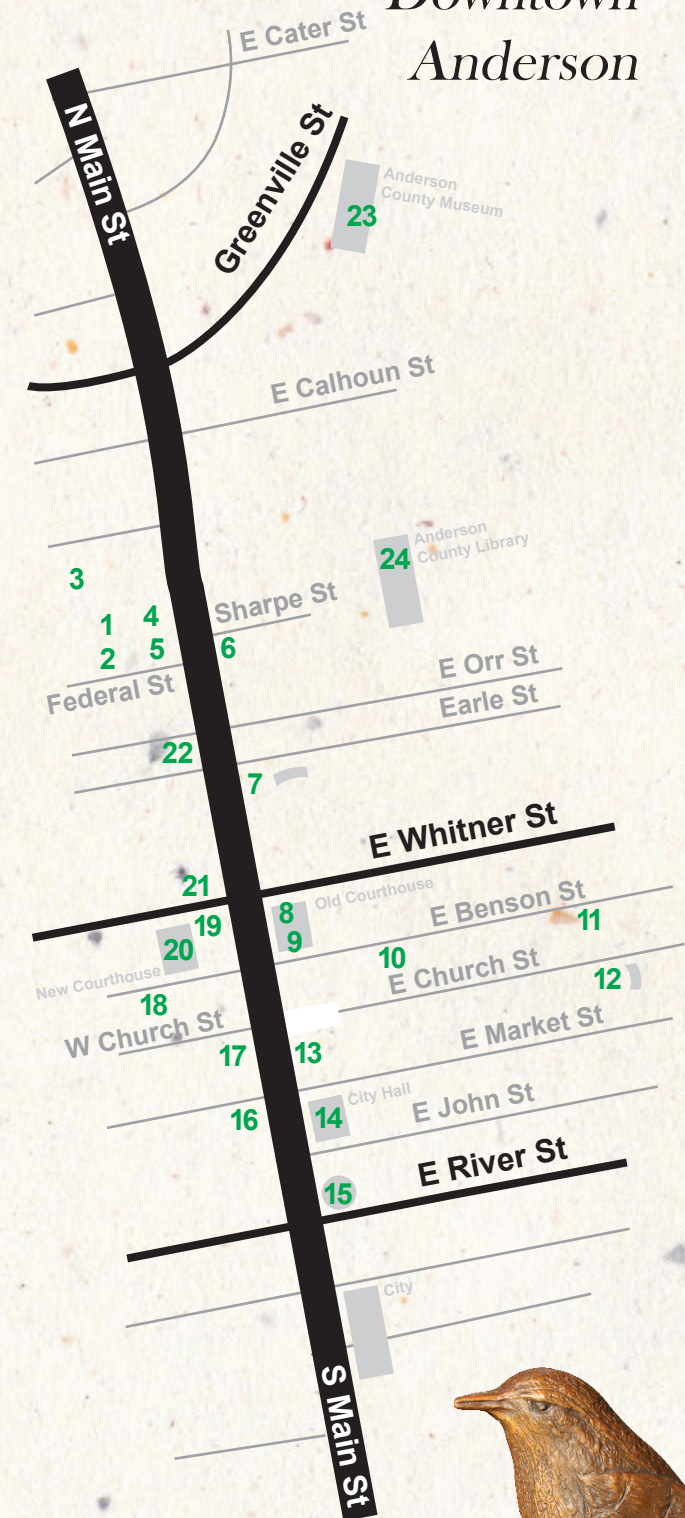 Downtown
Anderson
E Cater St
N Main St
Greenville St
Anderson
County Museum
23
E Calhoun St
Anderson
County Library
24
3
Sharpe St
1
4
2
5
6
Federal St
E Orr St
Earle St
22
7
E Whitner St
21
Old Courthouse
8
E Benson St
19
11
9
20
10
New Courthouse
E Church St
12
18
W Church St
E Market St
17
13
City Hall
E John St
16
14
E River St
15
City
S Main St